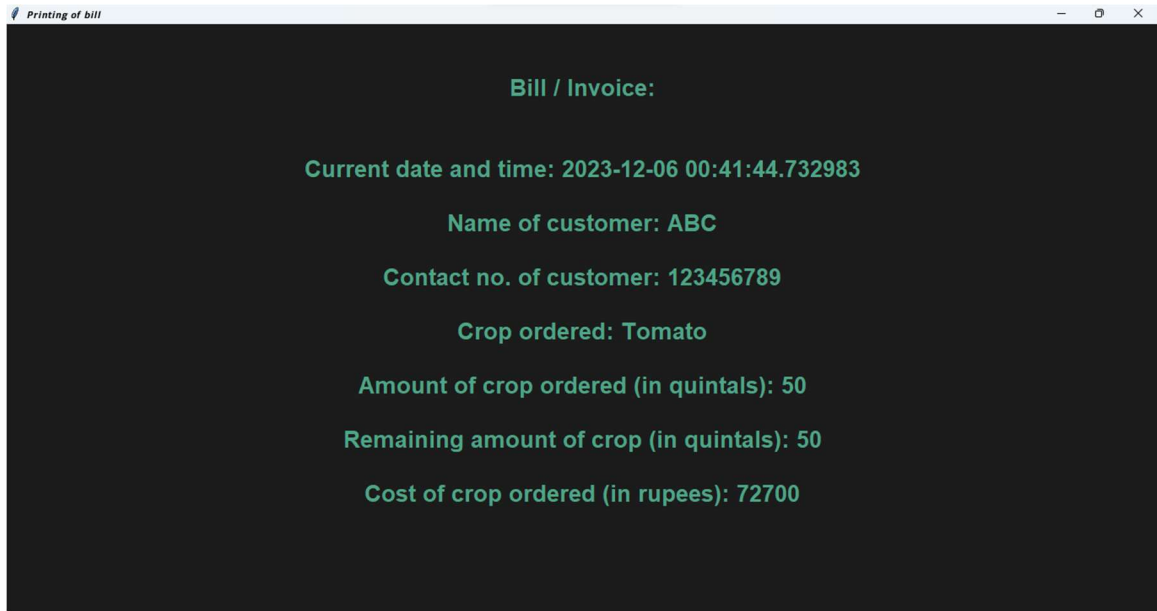 Printing of bill
Bill / Invoice:
Current date and time: 2023-12-06 00:41:44.732983
Name of customer: ABC
Contact no. of customer: 123456789
Crop ordered: Tomato
Amount of crop ordered (in quintals): 50
Remaining amount of crop (in quintals): 50
Cost of crop ordered (in rupees): 72700